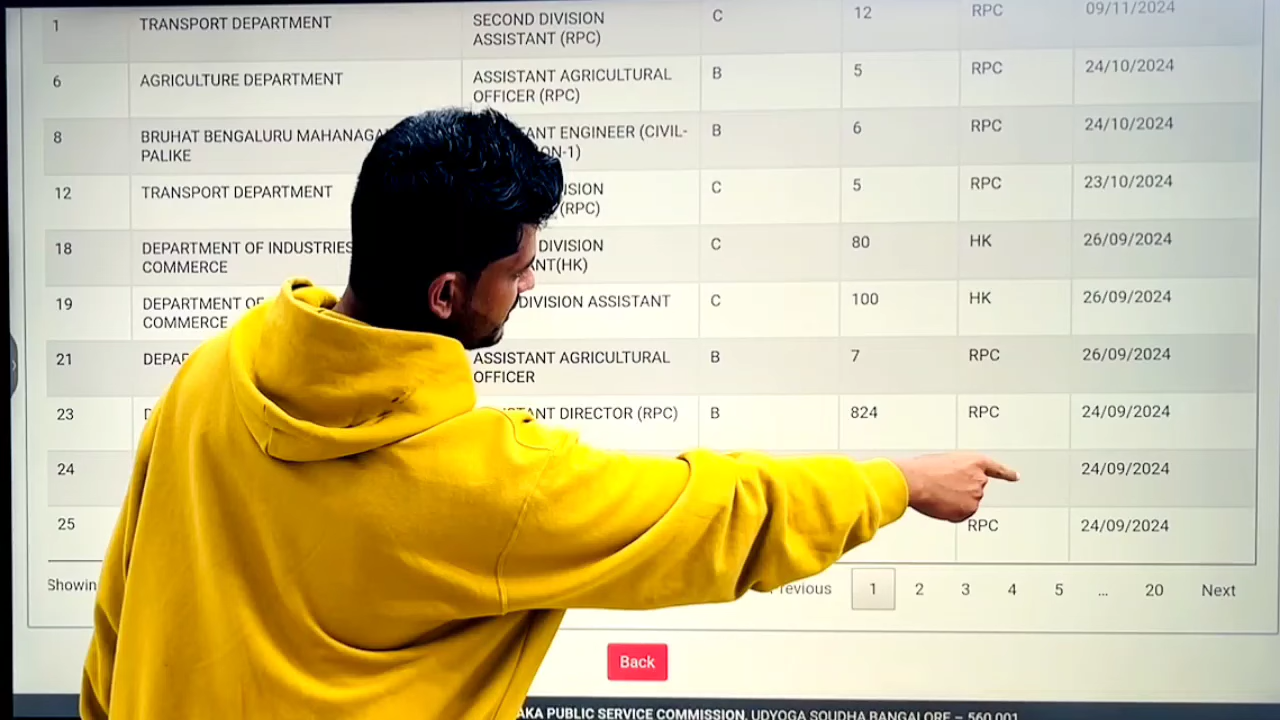 1 TRANSPORT DEPARTMENT SECOND DIVISION C 12 RPC 09/11/2024
ASSISTANT (RPC)
6 AGRICULTURE DEPARTMENT ASSISTANT AGRICULTURAL B 5 RPC 24/10/2024
OFFICER (RPC)
8 BRUHAT BENGALURU MAHANAGA TANT ENGINEER (CIVIL- B 6 RPC 24/10/2024
PALIKE ON-1)
12 TRANSPORT DEPARTMENT ISION C 5 RPC 23/10/2024
(RPC)
18 DEPARTMENT OF INDUSTRIES DIVISION C 80 HK 26/09/2024
COMMERCE NT(HK)
19 DEPARTMENT OF DIVISION ASSISTANT C 100 HK 26/09/2024
COMMERCE
21 DEPAR ASSISTANT AGRICULTURAL B 7 RPC 26/09/2024
OFFICER
23 D STANT DIRECTOR (RPC) B 824 RPC 24/09/2024
24 24/09/2024
25 RPC 24/09/2024
Showin revious 1 2 3 4 5 ... 20 Next
Back
AKA PUBLIC SERVICE COMMISSION, UDYOGA SOUDHA BANGALORE – 560 001